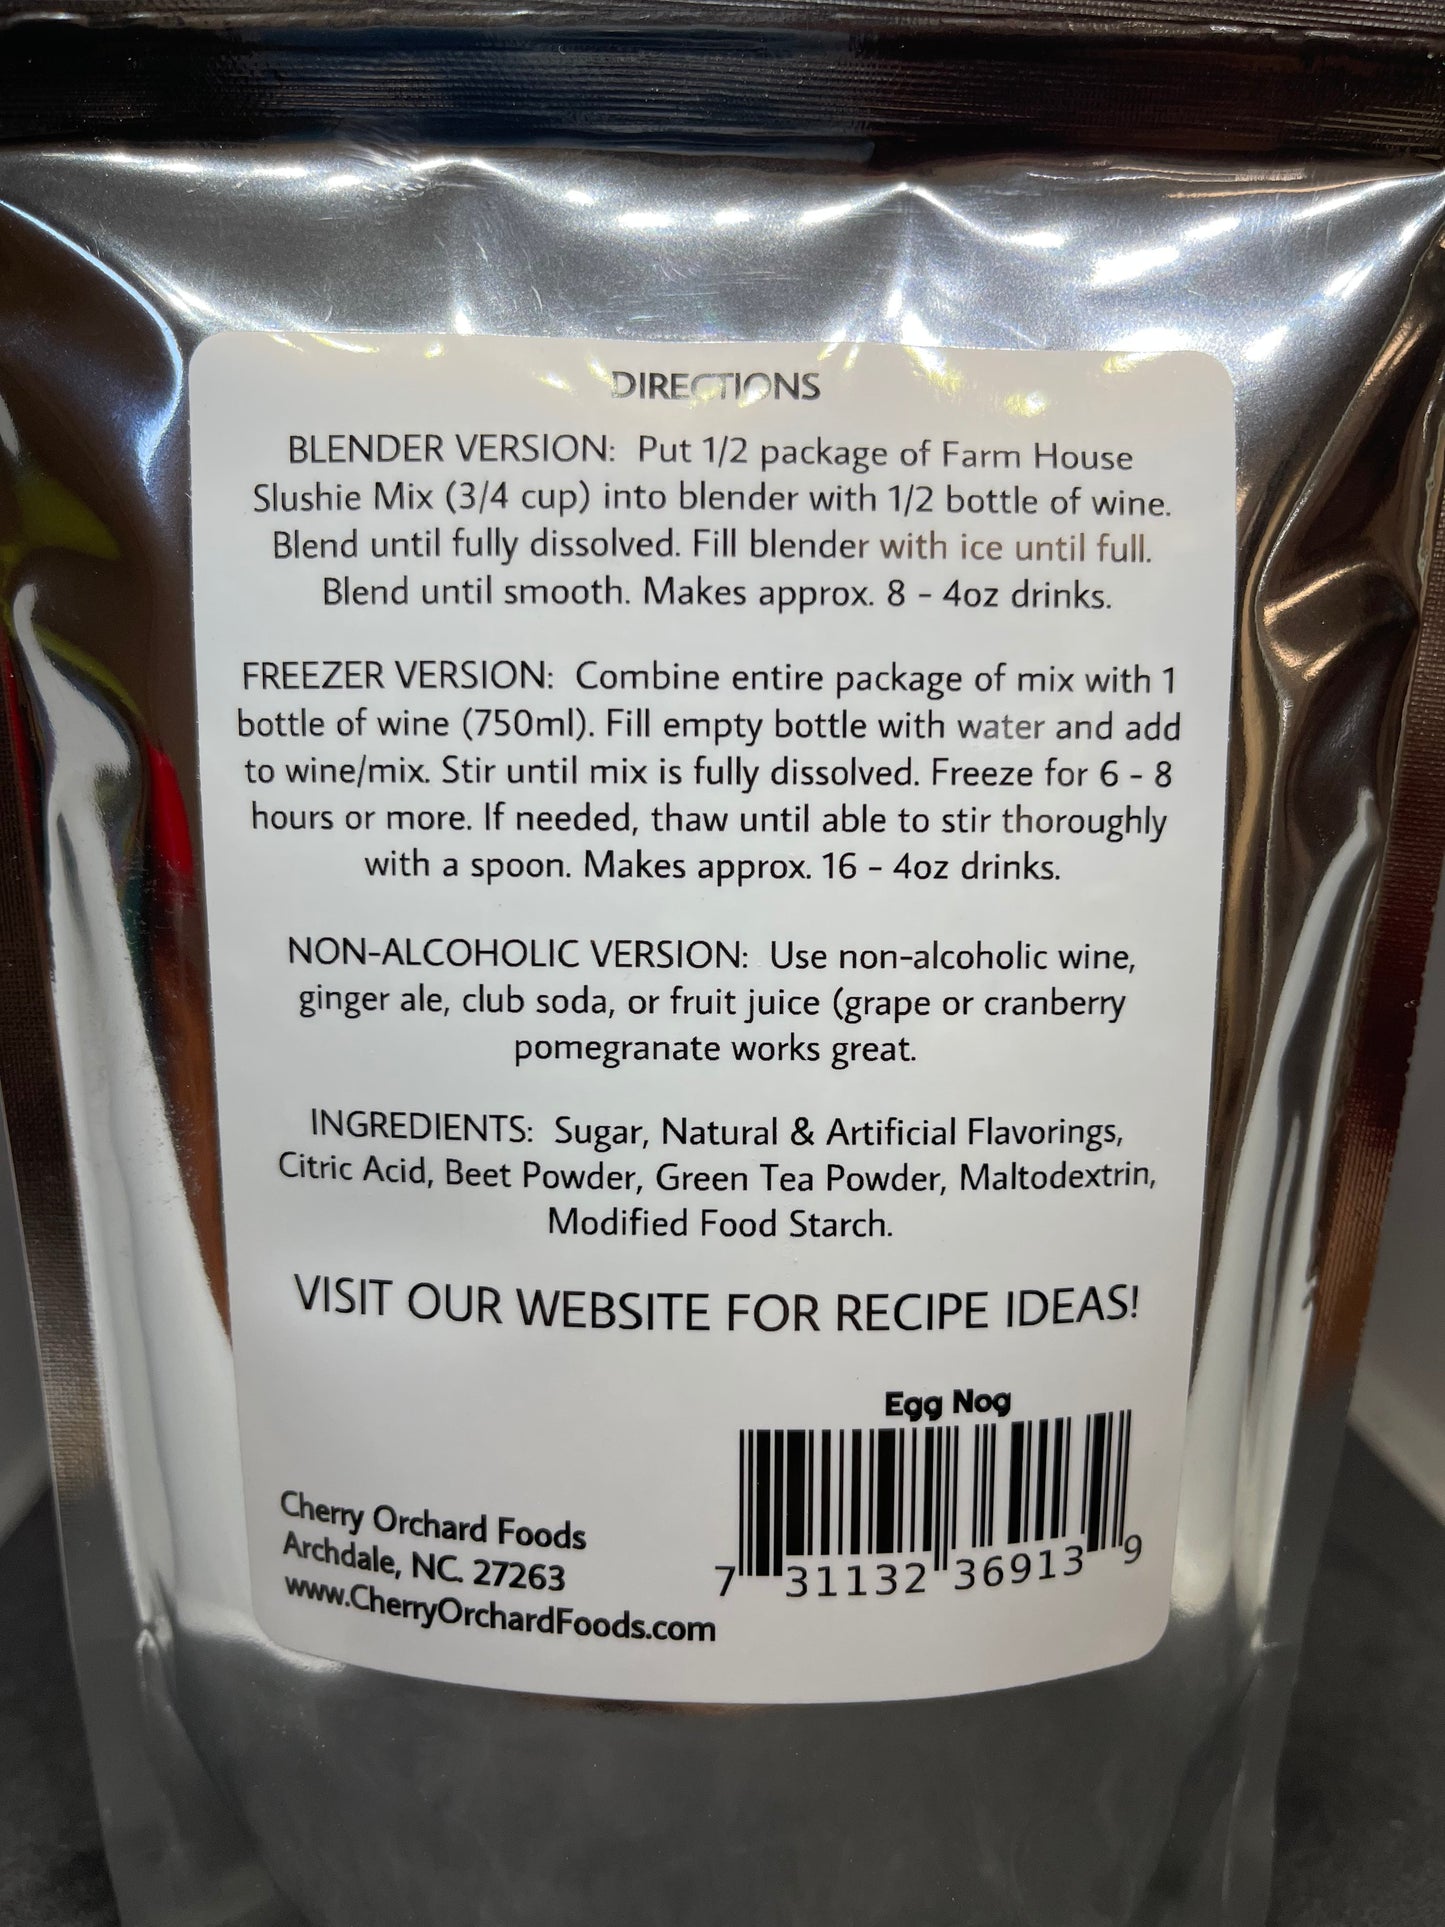 DIRECTIONS
BLENDER VERSION: Put 1/2 package of Farm House
Slushie Mix (3/4 cup) into blender with 1/2 bottle of wine.
Blend until fully dissolved. Fill blender with ice until full.
Blend until smooth. Makes approx. 8 - 4oz drinks.
FREEZER VERSION: Combine entire package of mix with 1
bottle of wine (750ml). Fill empty bottle with water and add
to wine/mix. Stir until mix is fully dissolved. Freeze for 6 - 8
hours or more. If needed, thaw until able to stir thoroughly
with a spoon. Makes approx. 16 - 4oz drinks.
NON-ALCOHOLIC VERSION: Use non-alcoholic wine,
ginger ale, club soda, or fruit juice (grape or cranberry
pomegranate works great.
INGREDIENTS: Sugar, Natural & Artificial Flavorings,
Citric Acid, Beet Powder, Green Tea Powder, Maltodextrin,
Modified Food Starch.
VISIT OUR WEBSITE FOR RECIPE IDEAS!
Egg Nog
7 31132 36913 9
Cherry Orchard Foods
Archdale, NC. 27263
www.CherryOrchardFoods.com